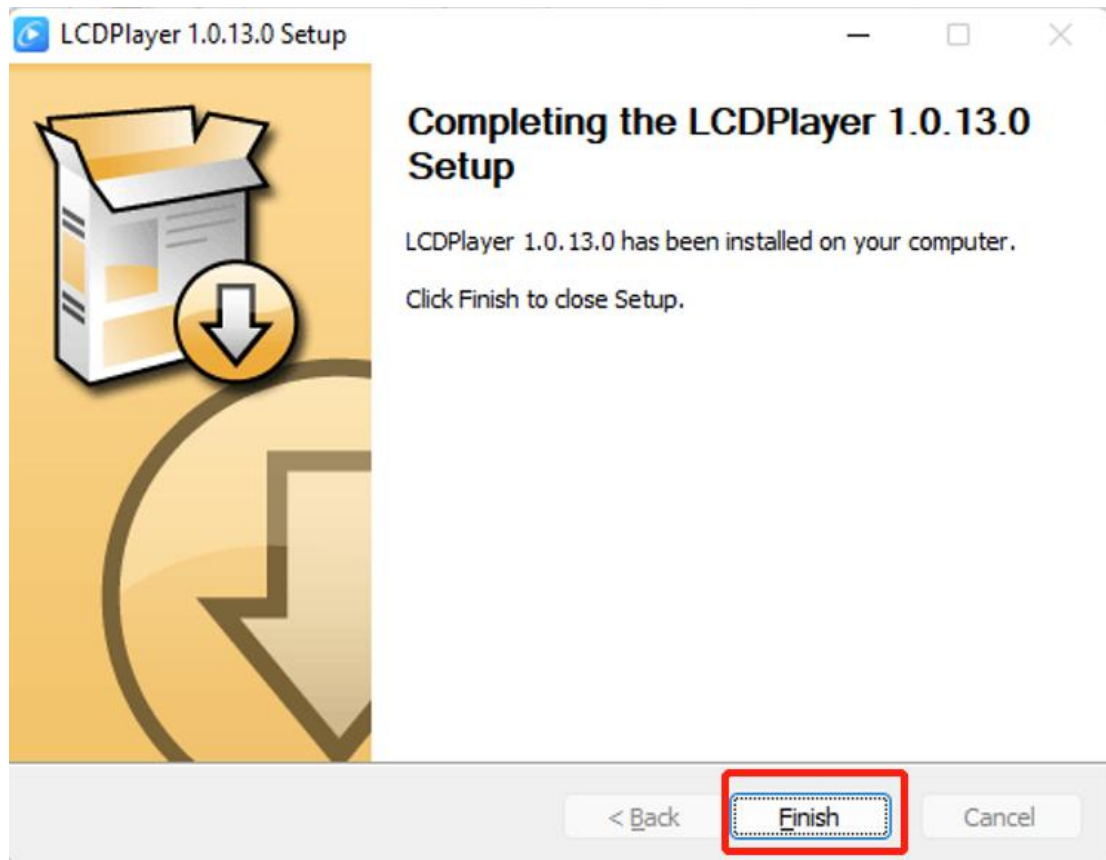 LCDPlayer 1.0.13.0 Setup
Completing the LCDPlayer 1.0.13.0
Setup
LCDPlayer 1.0.13.0 has been installed on your computer.
Click Finish to close Setup.
< Back Finish Cancel